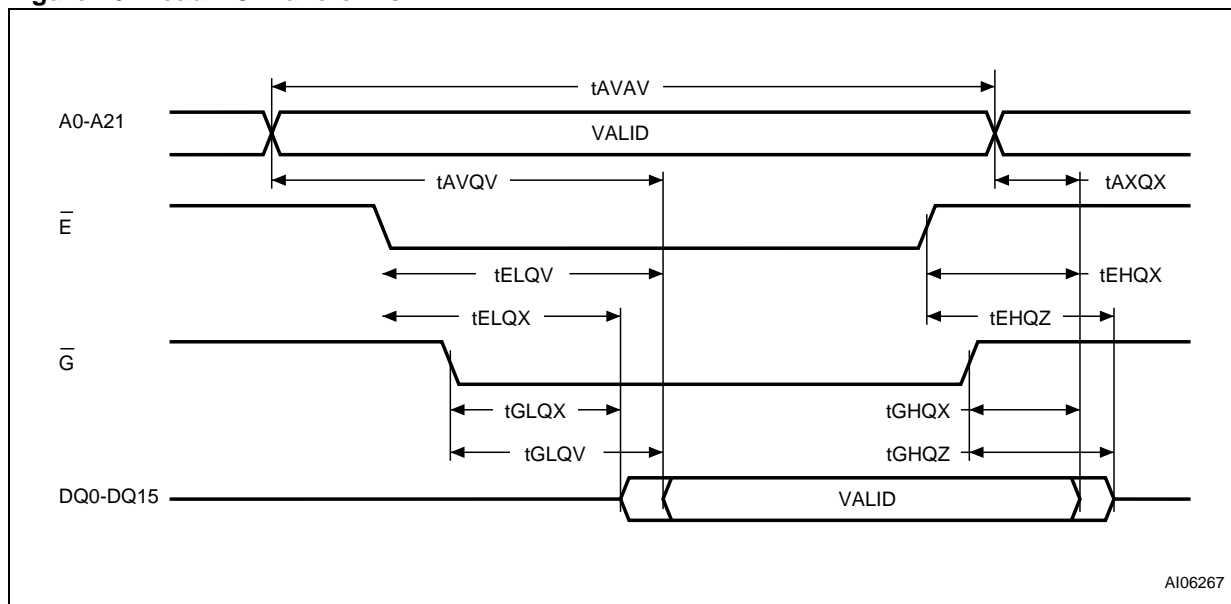 tAVAV
A0-A21
VALID
tAVQV
tAXQX
E
tELQV
tEHQX
tELQX
tEHQZ
G
tGLQX
tGHQX
tGLQV
tGHQZ
DQ0-DQ15
VALID
AI06267